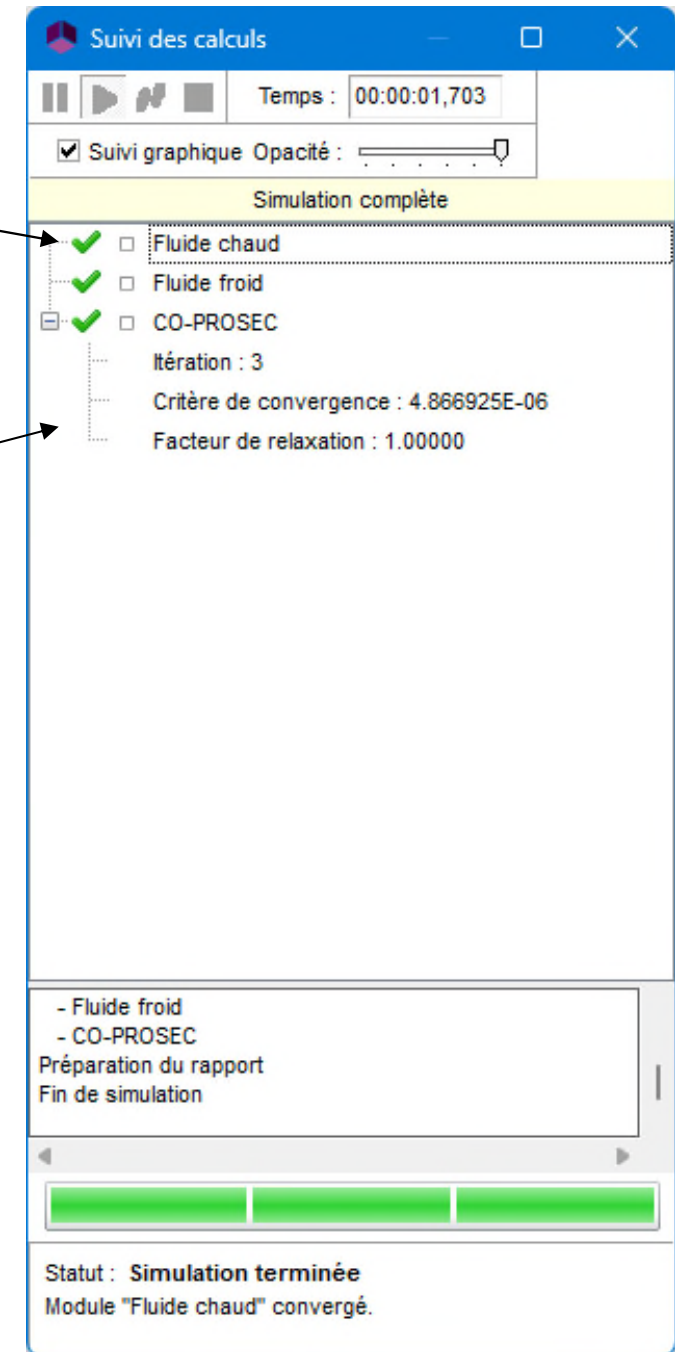 Suivi des calculs
Temps : 00:00:01,703
Suivi graphique Opacité :
Simulation complète
Fluide chaud
Fluide froid
CO-PROSEC
Itération : 3
Critère de convergence : 4.866925E-06
Facteur de relaxation : 1.00000
- Fluide froid
- CO-PROSEC
Préparation du rapport
Fin de simulation
Statut : Simulation terminée
Module "Fluide chaud" convergé.